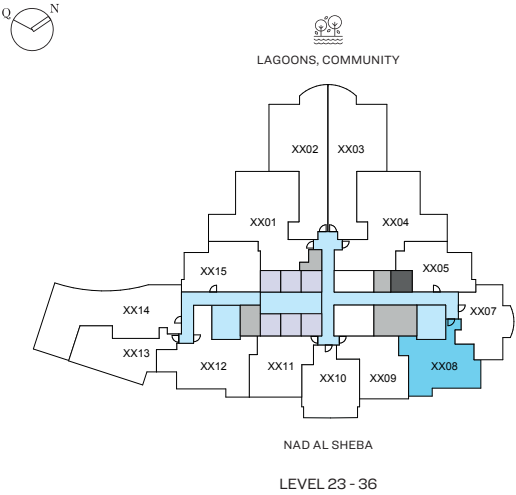 Q N
LAGOONS, COMMUNITY
XX02 XX03
XX01 XX04
XX15 XX05
XX14 XX07
XX13 XX12 XX11 XX10 XX09 XX08
NAD AL SHEBA
LEVEL 23 - 36